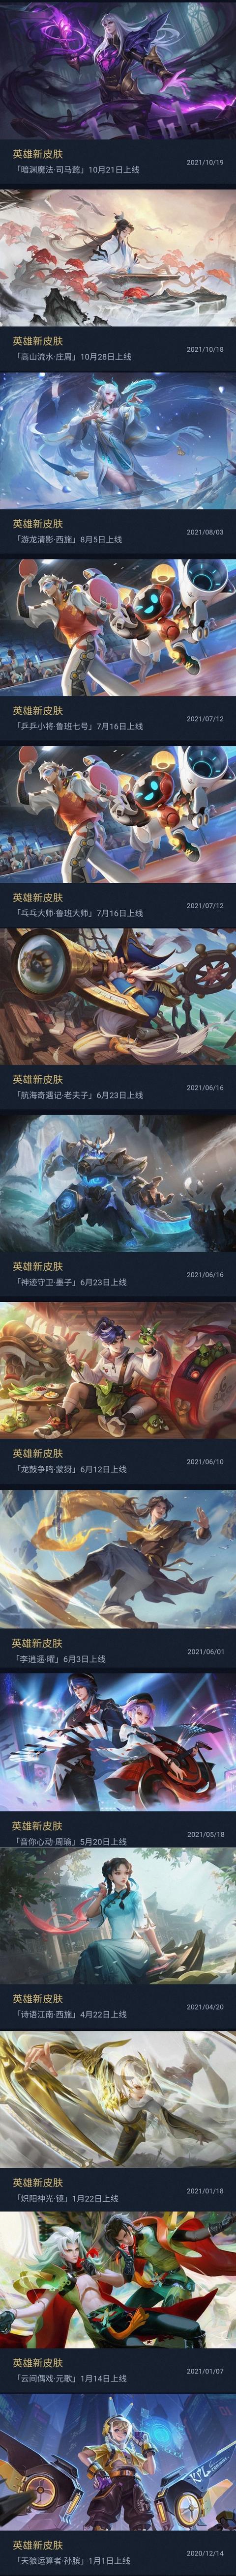 英雄新皮肤
「暗渊魔法·司马懿」10月21日上线
2021/10/19
英雄新皮肤
「高山流水·庄周」10月28日上线
2021/10/18
英雄新皮肤
「游龙清影·西施」8月5日上线
2021/08/03
英雄新皮肤
「乒乒小将·鲁班七号」7月16日上线
2021/07/12
英雄新皮肤
「乓乓大师·鲁班大师」7月16日上线
2021/07/12
英雄新皮肤
「航海奇遇记·老夫子」6月23日上线
2021/06/16
英雄新皮肤
「神迹守卫·墨子」6月23日上线
2021/06/16
英雄新皮肤
「龙鼓争鸣·蒙犽」6月12日上线
2021/06/10
英雄新皮肤
「李逍遥·曜」6月3日上线
2021/06/01
英雄新皮肤
「音你心动·周瑜」5月20日上线
2021/05/18
英雄新皮肤
「诗语江南·西施」4月22日上线
2021/04/20
英雄新皮肤
「炽阳神光·镜」1月22日上线
2021/01/18
英雄新皮肤
「云间偶戏·元歌」1月14日上线
2021/01/07
英雄新皮肤
「天狼运算者·孙膑」1月1日上线
2020/12/14